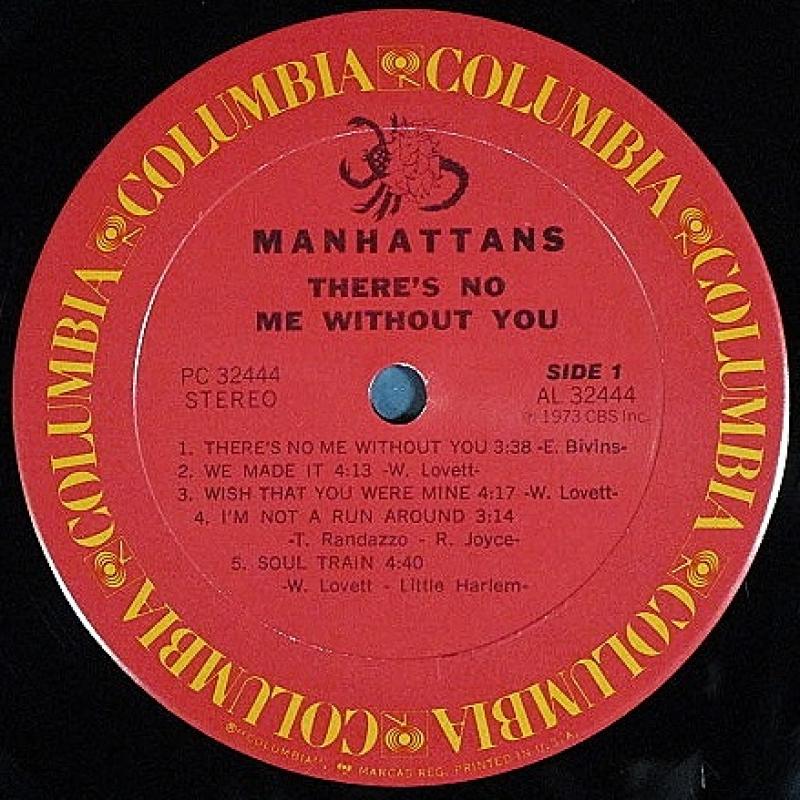 COLUMBIA COLUMBIA COLUMBIA COLUMBIA COLUMBIA COLUMBIA COLUMBIA COLUMBIA
MANHATTANS
THERE'S NO
ME WITHOUT YOU
PC 32444
STEREO
SIDE 1
AL 32444
℗ 1973 CBS Inc.
1. THERE'S NO ME WITHOUT YOU 3:38 -E. Bivins-
2. WE MADE IT 4:13 -W. Lovett-
3. WISH THAT YOU WERE MINE 4:17 -W. Lovett-
4. I'M NOT A RUN AROUND 3:14
-T. Randazzo - R. Joyce-
5. SOUL TRAIN 4:40
-W. Lovett - Little Harlem-
® "COLUMBIA", MARCAS REG. PRINTED IN U.S.A.